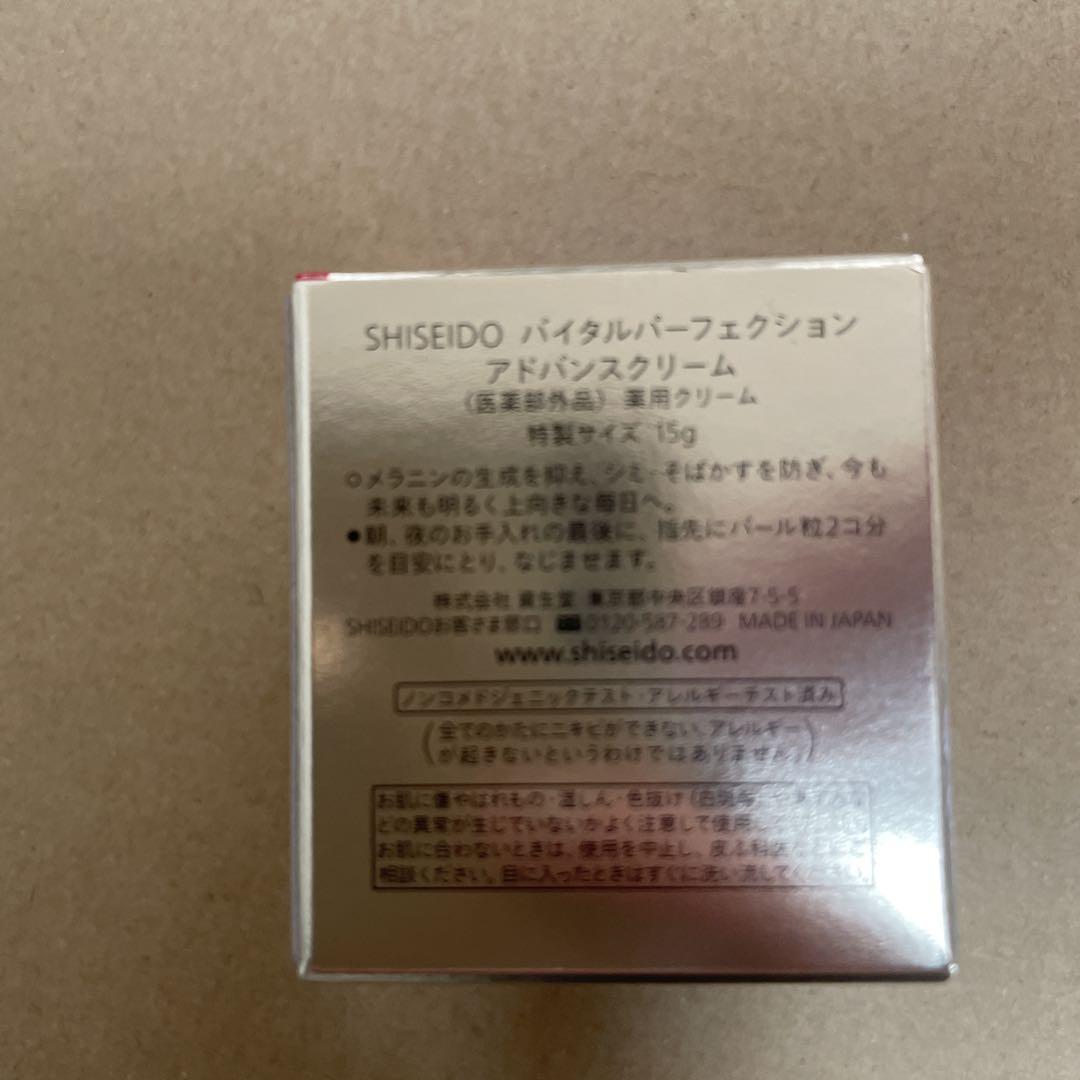 SHISEIDO バイタルパーフェクション
アドバンスクリーム
〈医薬部外品〉 薬用クリーム
特製サイズ 15g
○メラニンの生成を抑え、シミ・そばかすを防ぎ、今も
未来も明るく上向きな毎日へ。
●朝、夜のお手入れの最後に、指先にパール粒2コ分
を目安にとり、なじませます。
株式会社 資生堂 東京都中央区銀座7-5-5
SHISEIDOお客さま窓口 0120-587-289 MADE IN JAPAN
www.shiseido.com
ノンコメドジェニックテスト・アレルギーテスト済み
(全てのかたにニキビができない、アレルギー
が起きないというわけではありません。)
お肌に傷やはれもの・湿しん・色抜け(白斑等)や
どの異常が生じていないかよく注意して使用して
お肌に合わないときは、使用を中止し、皮ふ科医
相談ください。目に入ったときはすぐに洗い流してください。